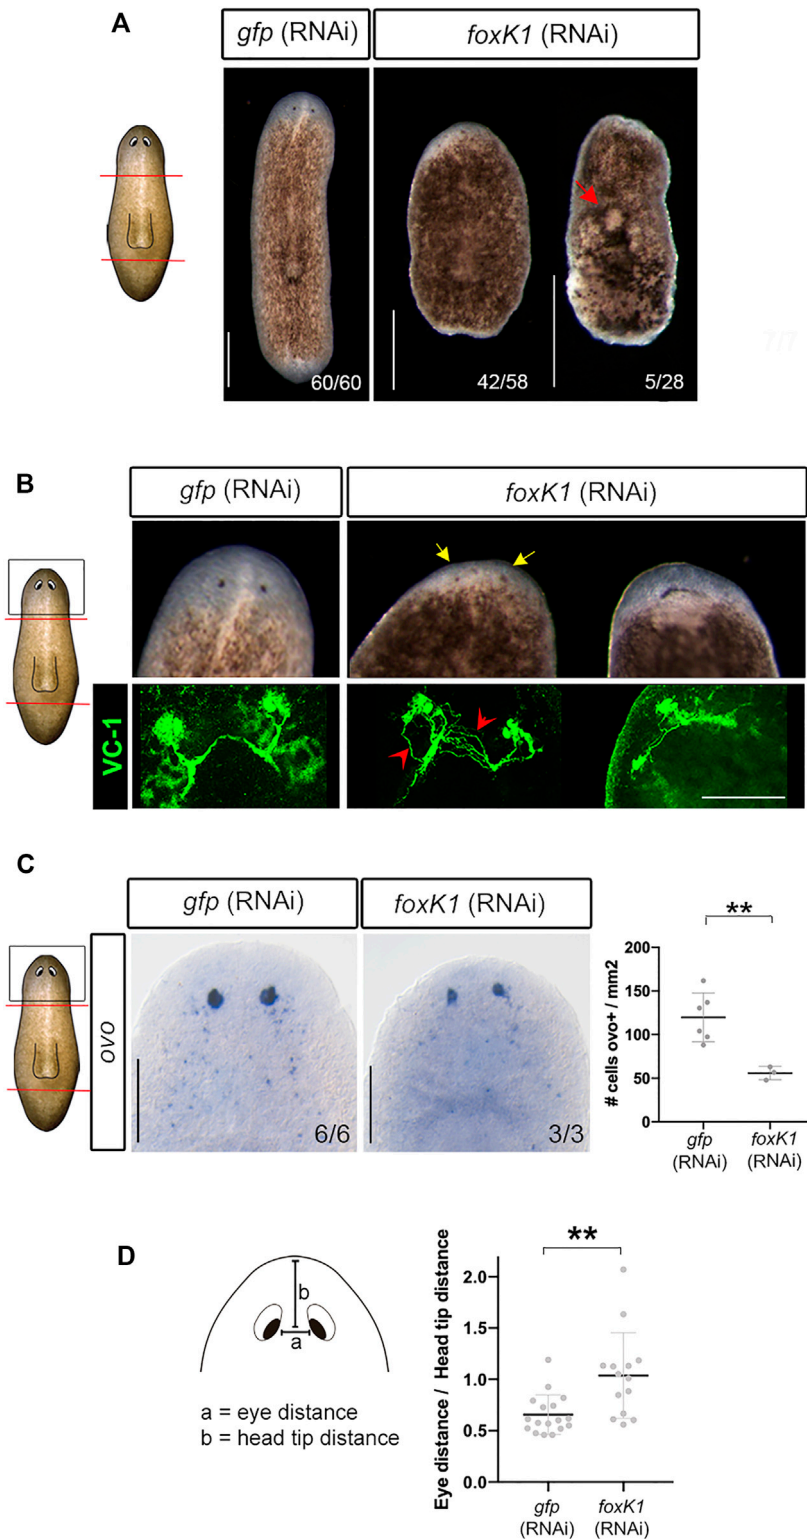 A
gfp (RNAi)
foxK1 (RNAi)
60/60
42/58
5/28
7/7
B
gfp (RNAi)
foxK1 (RNAi)
VC-1
C
gfp (RNAi)
foxK1 (RNAi)
ovo
6/6
3/3
**
# cells ovo+ / mm2
200
150
100
50
0
gfp
(RNAi)
foxK1
(RNAi)
D
b
a
a = eye distance
b = head tip distance
**
Eye distance / Head tip distance
2.0
1.5
1.0
0.5
0.0
gfp
(RNAi)
foxK1
(RNAi)